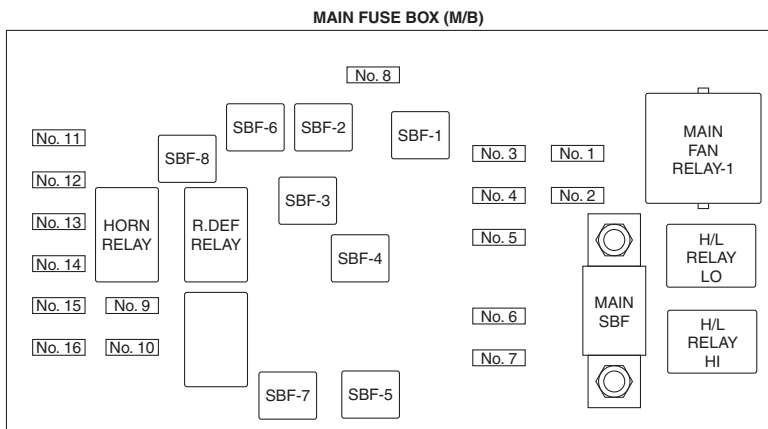 MAIN FUSE BOX (M/B)
No. 8
No. 11
No. 12
No. 13
No. 14
No. 15
No. 16
No. 9
No. 10
SBF-8
SBF-6
SBF-2
SBF-1
SBF-3
SBF-4
SBF-7
SBF-5
HORN
RELAY
R.DEF
RELAY
No. 3
No. 1
No. 4
No. 2
No. 5
No. 6
No. 7
MAIN
FAN
RELAY-1
MAIN
SBF
H/L
RELAY
LO
H/L
RELAY
HI